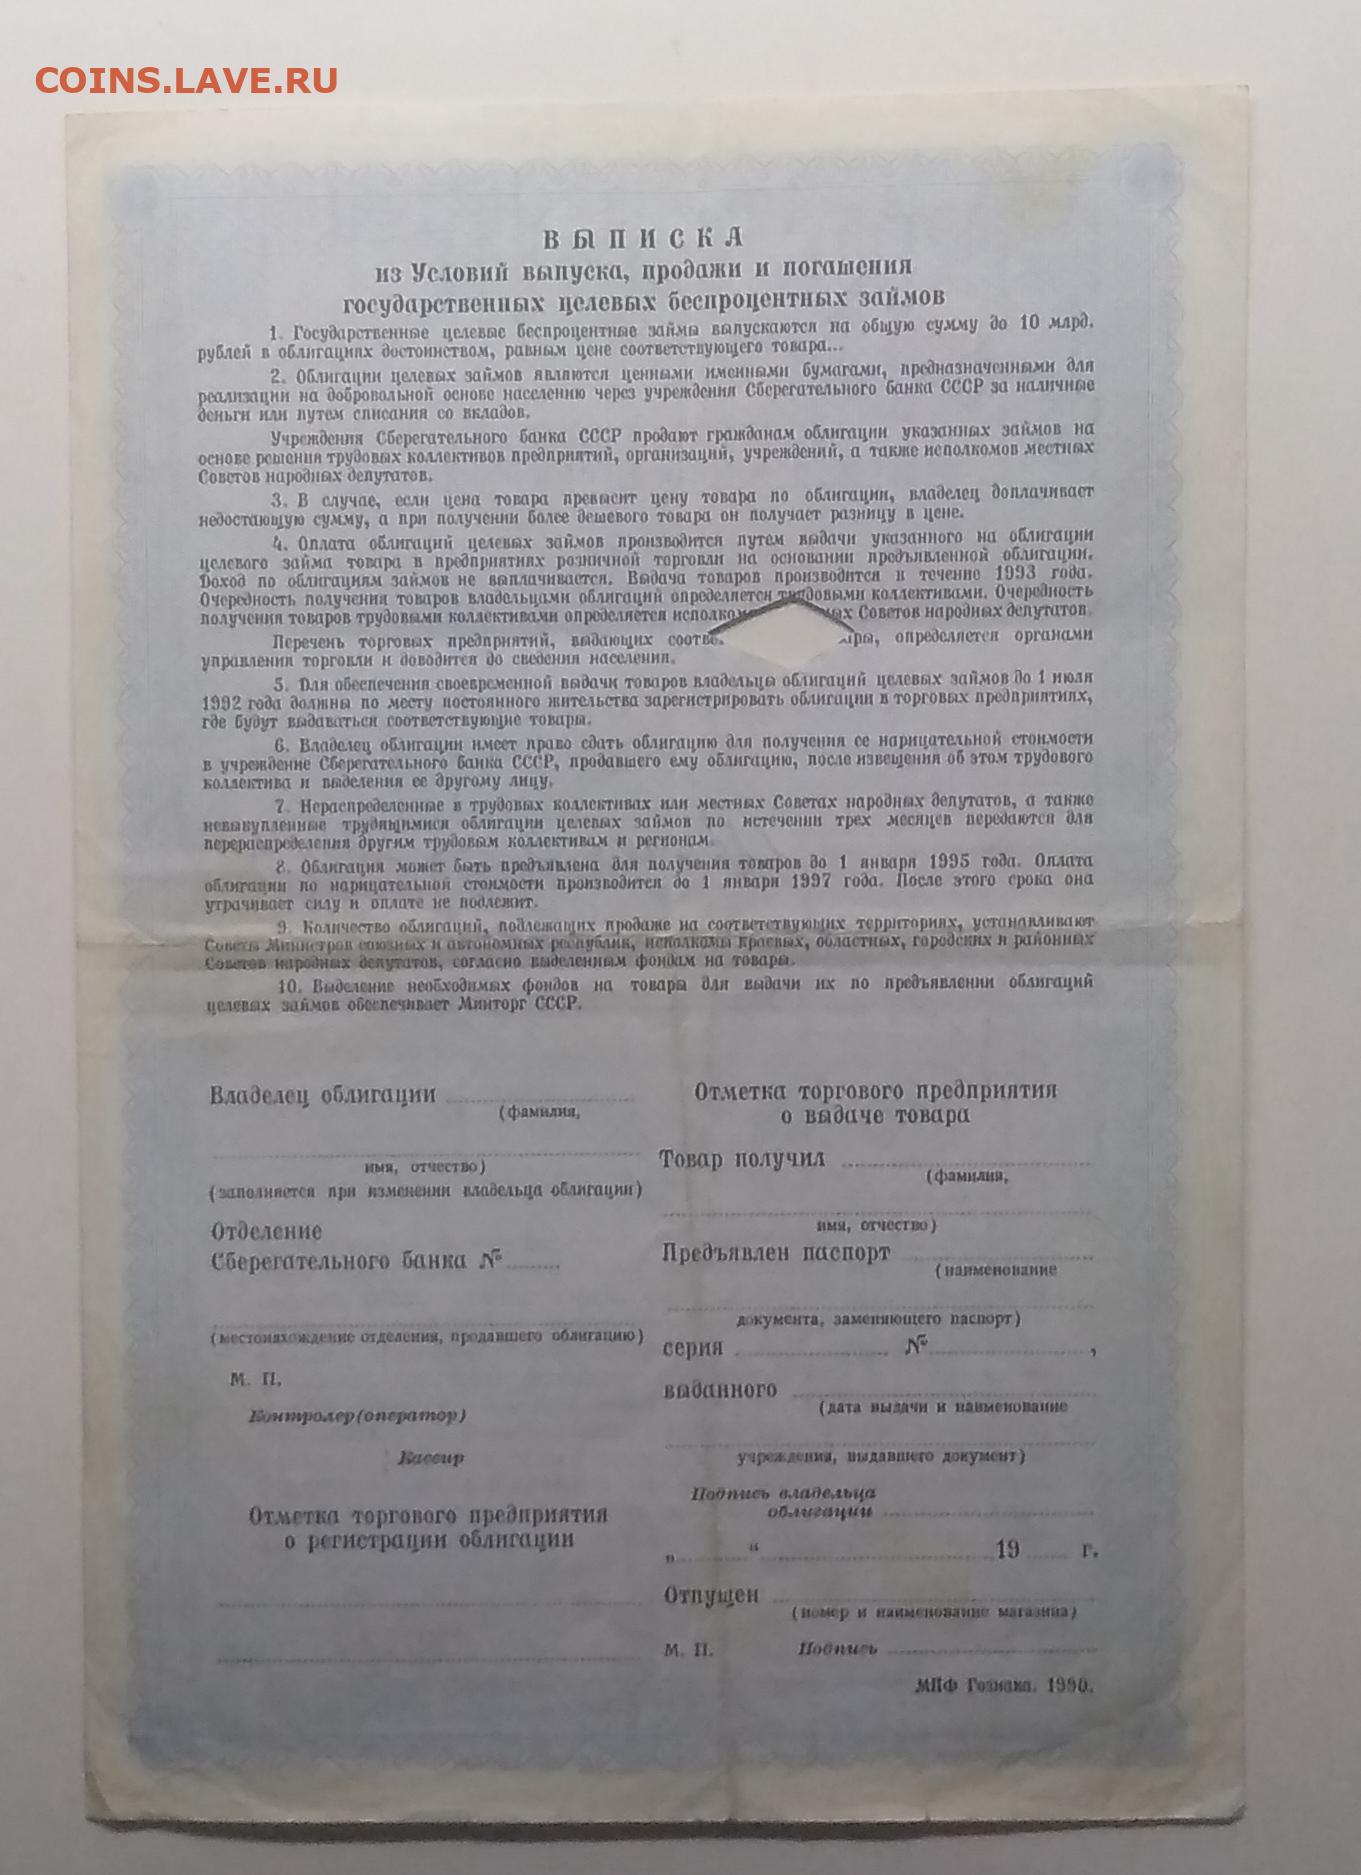 COINS.LAVE.RU
ВЫПИСКА
из Условий выпуска, продажи и погашения
государственных целевых беспроцентных займов
1. Государственные целевые беспроцентные займы выпускаются на общую сумму до 10 млрд.
рублей в облигациях достоинством, равным цене соответствующего товара...
2. Облигации целевых займов являются ценными именными бумагами, предназначенными для
реализации на добровольной основе населению через учреждения Сберегательного банка СССР за наличные
деньги или путем списания со вкладов.
Учреждения Сберегательного банка СССР продают гражданам облигации указанных займов на
основе решения трудовых коллективов предприятий, организаций, учреждений, а также исполкомов местных
Советов народных депутатов.
3. В случае, если цена товара превысит цену товара по облигации, владелец доплачивает
недостающую сумму, а при получении более дешевого товара он получает разницу в цене.
4. Оплата облигаций целевых займов производится путем выдачи указанного на облигации
целевого займа товара в предприятиях розничной торговли на основании предъявленной облигации.
Доход по облигациям займов не выплачивается. Выдача товаров производится в течение 1993 года.
Очередность получения товаров владельцами облигаций определяется трудовыми коллективами. Очередность
получения товаров трудовыми коллективами определяется исполко ых Советов народных депутатов.
Перечень торговых предприятий, выдающих соотве ры, определяется органами
управления торговли и доводится до сведения населения.
5. Для обеспечения своевременной выдачи товаров владельцы облигаций целевых займов до 1 июля
1992 года должны по месту постоянного жительства зарегистрировать облигации в торговых предприятиях,
где будут выдаваться соответствующие товары.
6. Владелец облигации имеет право сдать облигацию для получения ее нарицательной стоимости
в учреждение Сберегательного банка СССР, продавшего ему облигацию, после извещения об этом трудового
коллектива и выделения ее другому лицу.
7. Нераспределенные в трудовых коллективах или местных Советах народных депутатов, а также
невыкупленные трудящимися облигации целевых займов по истечении трех месяцев передаются для
перераспределения другим трудовым коллективам и регионам.
8. Облигация может быть предъявлена для получения товаров до 1 января 1995 года. Оплата
облигации по нарицательной стоимости производится до 1 января 1997 года. После этого срока она
утрачивает силу и оплате не подлежит.
9. Количество облигаций, подлежащих продаже на соответствующих территориях, устанавливают
Советы Министров союзных и автономных республик, исполкомы краевых, областных, городских и районных
Советов народных депутатов, согласно выделенным фондам на товары.
10. Выделение необходимых фондов на товары для выдачи их по предъявлении облигаций
целевых займов обеспечивает Минторг СССР.
Владелец облигации
(фамилия,
имя, отчество)
(заполняется при изменении владельца облигации)
Отделение
Сберегательного банка №
(местонахождение отделения, продавшего облигацию)
М. П.
Контролер (оператор)
Кассир
Отметка торгового предприятия
о регистрации облигации
Отметка торгового предприятия
о выдаче товара
Товар получил
(фамилия,
имя, отчество)
Предъявлен паспорт
(наименование
документа, заменяющего паспорт)
серия № ,
выданного
(дата выдачи и наименование
учреждения, выдавшего документ)
Подпись владельца
облигации
„ “ 19 г.
Отпущен
(номер и наименование магазина)
М. П. Подпись
МПФ Гознака. 1990.